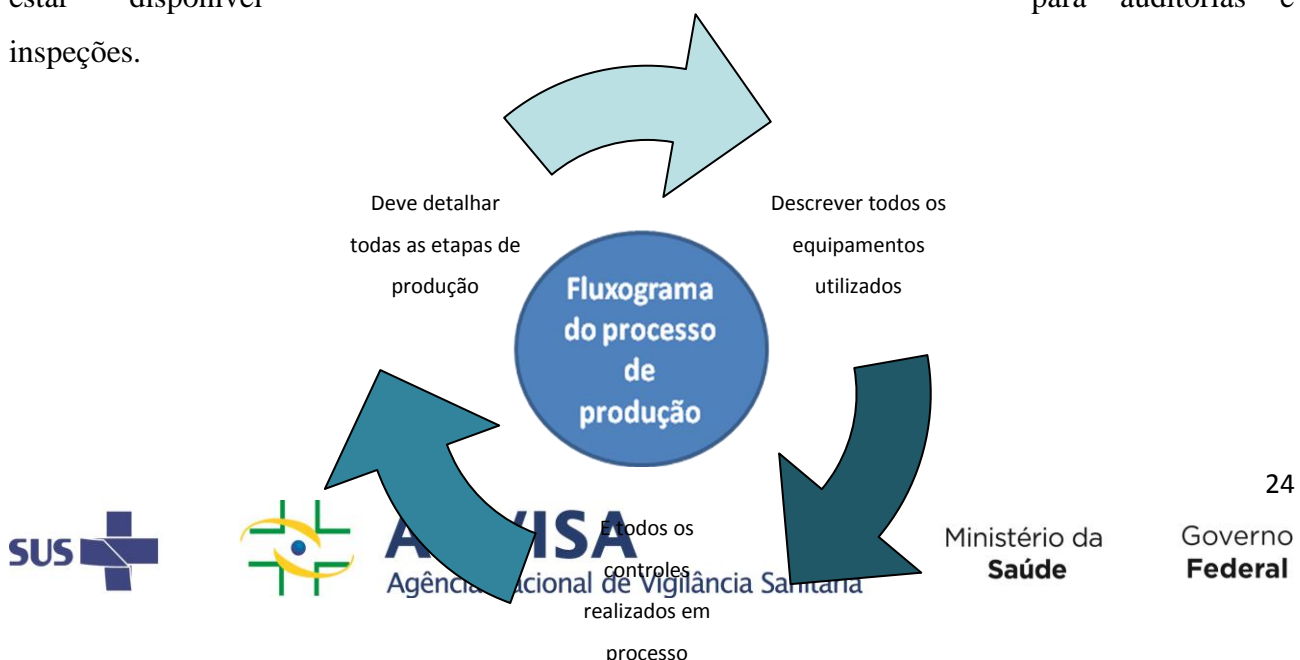 estar disponível para auditorias e
inspeções.
Deve detalhar
todas as etapas de
produção
Descrever todos os
equipamentos
utilizados
Fluxograma
do processo
de
produção
E todos os
controles
realizados em
processo
24
SUS
Agência de Vigilância Sanitária
Ministério da
Saúde
Governo
Federal